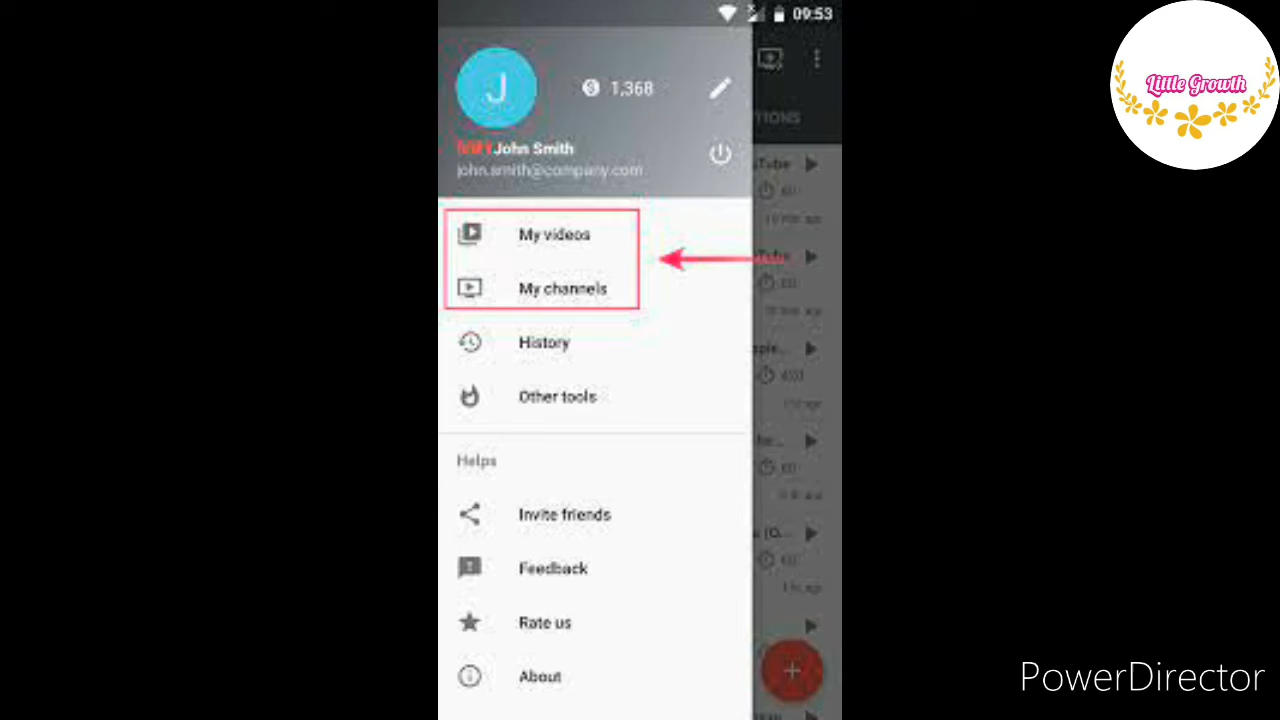 09:53
Little Growth
1,368
John Smith
john.smith@company.com
My videos
My channels
History
Other tools
Helps
Invite friends
Feedback
Rate us
About
PowerDirector